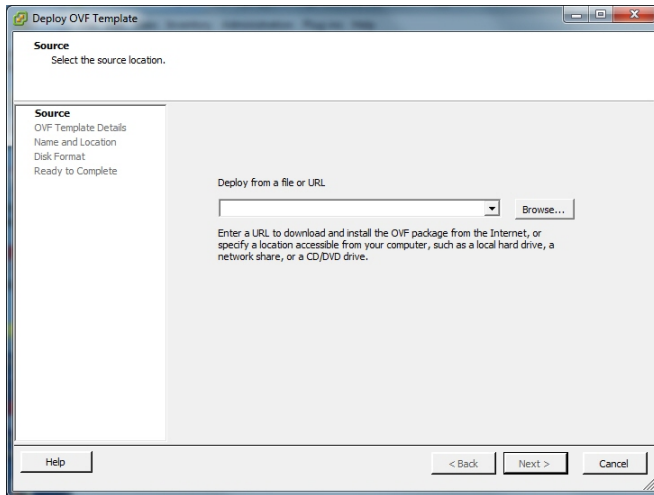 Deploy OVF Template
Source
Select the source location.
Source
OVF Template Details
Name and Location
Disk Format
Ready to Complete
Deploy from a file or URL
Browse...
Enter a URL to download and install the OVF package from the Internet, or
specify a location accessible from your computer, such as a local hard drive, a
network share, or a CD/DVD drive.
Help
< Back
Next >
Cancel